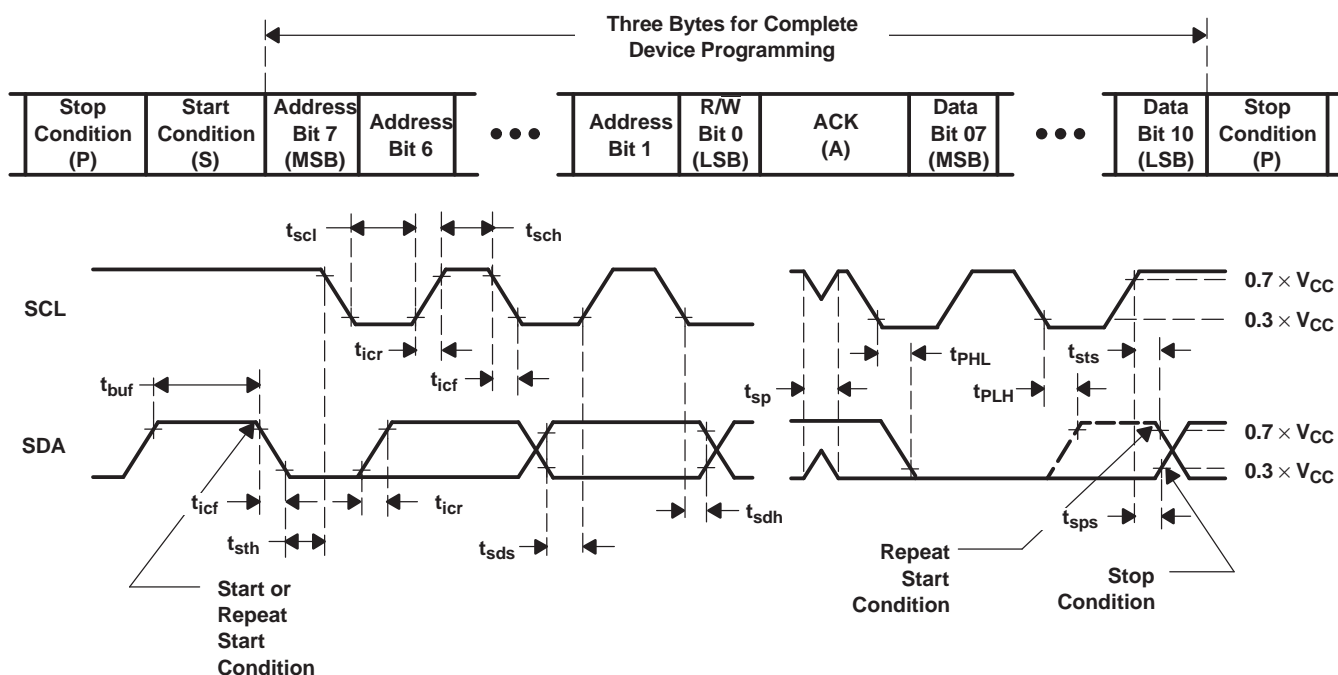 Three Bytes for Complete
Device Programming
Stop
Condition
(P)
Start
Condition
(S)
Address
Bit 7
(MSB)
Address
Bit 6
•••
Address
Bit 1
R/W̅
Bit 0
(LSB)
ACK
(A)
Data
Bit 07
(MSB)
•••
Data
Bit 10
(LSB)
Stop
Condition
(P)
tscl
tsch
SCL
0.7 × VCC
0.3 × VCC
ticr
tPHL
tsts
tbuf
ticf
tsp
tPLH
SDA
0.7 × VCC
0.3 × VCC
ticf
ticr
tsdh
tsps
tsth
tsds
Start or
Repeat
Start
Condition
Repeat
Start
Condition
Stop
Condition